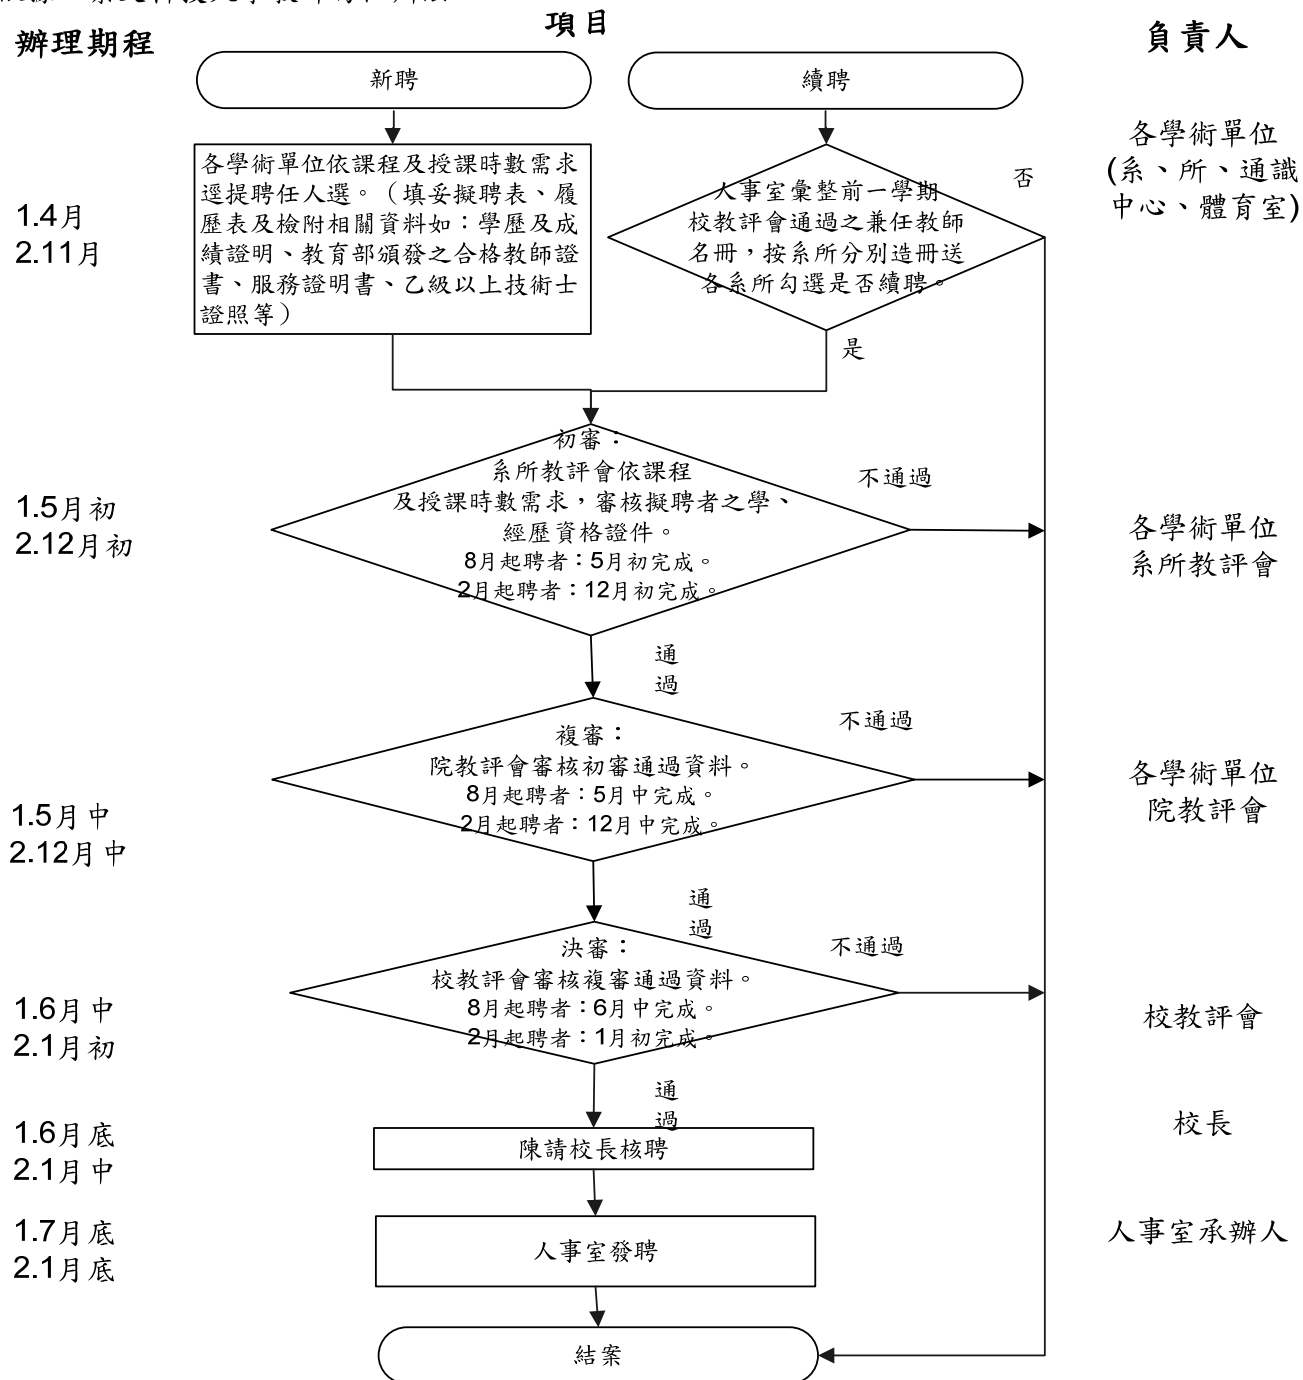 項目
辦理期程
負責人
新聘
續聘
各學術單位
(系、所、通識
中心、體育室)
各學術單位依課程及授課時數需求
逕提聘任人選。（填妥擬聘表、履
歷表及檢附相關資料如：學歷及成
績證明、教育部頒發之合格教師證
書、服務證明書、乙級以上技術士
證照等）
人事室彙整前一學期
校教評會通過之兼任教師
名冊，按系所分別造冊送
各系所勾選是否續聘。
否
是
1.4月
2.11月
初審：
系所教評會依課程
及授課時數需求，審核擬聘者之學、
經歷資格證件。
8月起聘者：5月初完成。
2月起聘者：12月初完成。
不通過
1.5月初
2.12月初
各學術單位
系所教評會
通
過
複審：
院教評會審核初審通過資料。
8月起聘者：5月中完成。
2月起聘者：12月中完成。
不通過
1.5月中
2.12月中
各學術單位
院教評會
通
過
決審：
校教評會審核複審通過資料。
8月起聘者：6月中完成。
2月起聘者：1月初完成。
不通過
1.6月中
2.1月初
校教評會
通
過
1.6月底
2.1月中
陳請校長核聘
校長
1.7月底
2.1月底
人事室發聘
人事室承辦人
結案